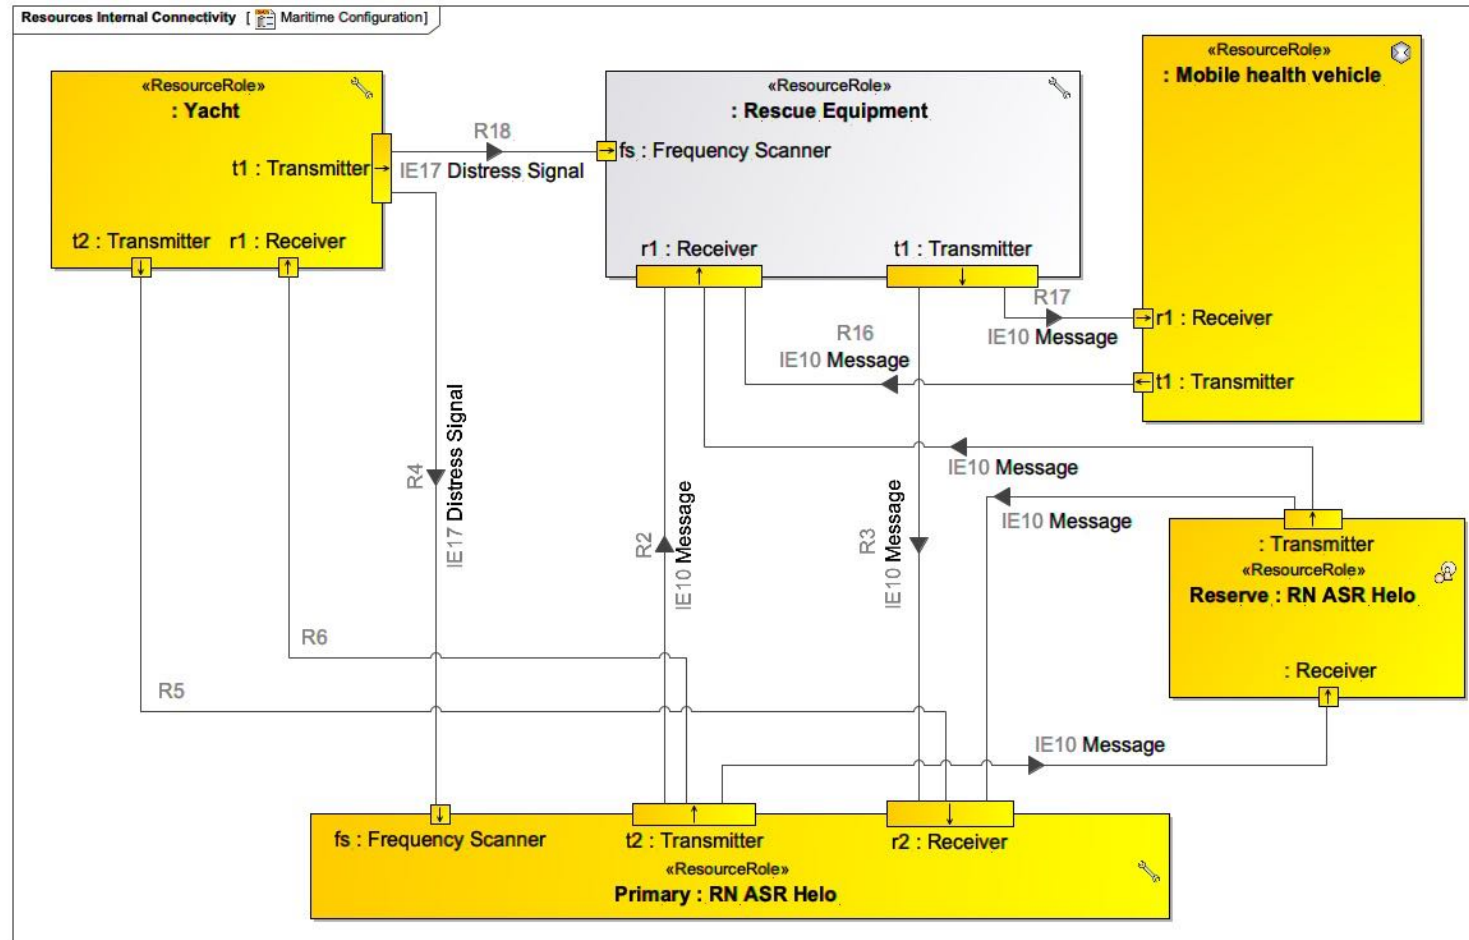 Resources Internal Connectivity [ Maritime Configuration]
«ResourceRole»
: Yacht
t1 : Transmitter
t2 : Transmitter r1 : Receiver
R18
IE17 Distress Signal
«ResourceRole»
: Rescue Equipment
fs : Frequency Scanner
r1 : Receiver t1 : Transmitter
«ResourceRole»
: Mobile health vehicle
r1 : Receiver
t1 : Transmitter
R17
IE10 Message
R16
IE10 Message
R4
IE17 Distress Signal
R2
IE10 Message
R3
IE10 Message
IE10 Message
IE10 Message
: Transmitter
«ResourceRole»
Reserve : RN ASR Helo
: Receiver
R6
R5
IE10 Message
fs : Frequency Scanner t2 : Transmitter r2 : Receiver
«ResourceRole»
Primary : RN ASR Helo